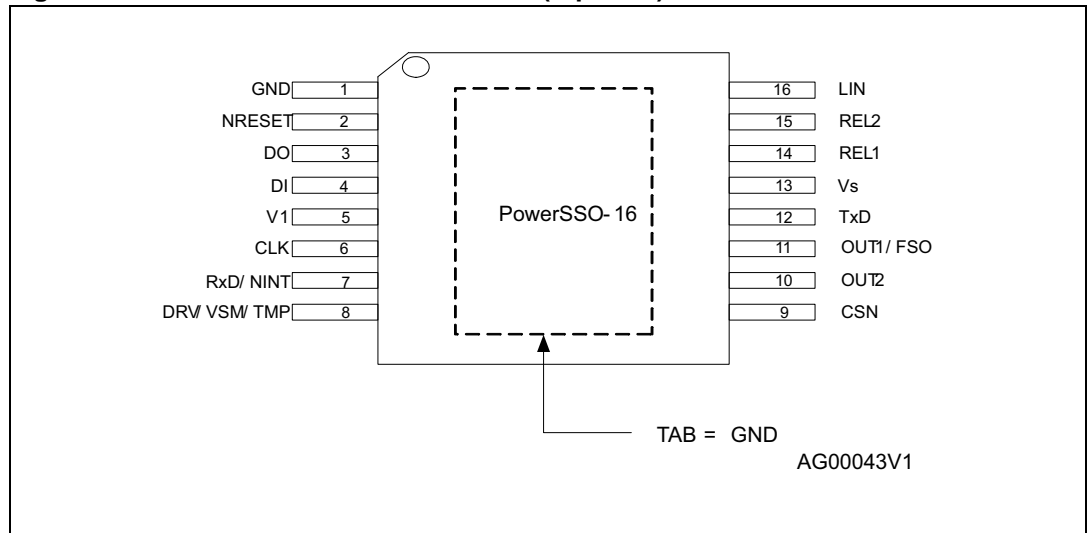 GND 1 16 LIN
NRESET 2 15 REL2
DO 3 14 REL1
DI 4 13 Vs
V1 5 PowerSSO- 16 12 TxD
CLK 6 11 OUT1/ FSO
RxD/ NINT 7 10 OUT2
DRV/ VSM/ TMP 8 9 CSN
TAB = GND
AG00043V1